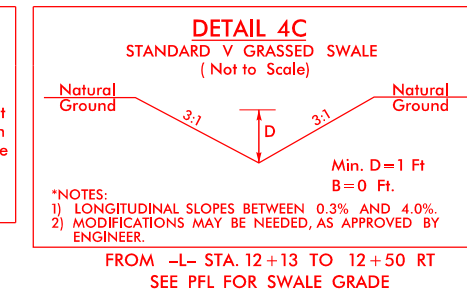 DETAIL 4C
STANDARD V GRASSED SWALE
( Not to Scale)
Natural
Ground
Natural
Ground
3:1
3:1
D
Min. D=1 Ft
B=0 Ft.
*NOTES:
1) LONGITUDINAL SLOPES BETWEEN 0.3% AND 4.0%.
2) MODIFICATIONS MAY BE NEEDED, AS APPROVED BY
ENGINEER.
FROM -L- STA. 12+13 TO 12+50 RT
SEE PFL FOR SWALE GRADE